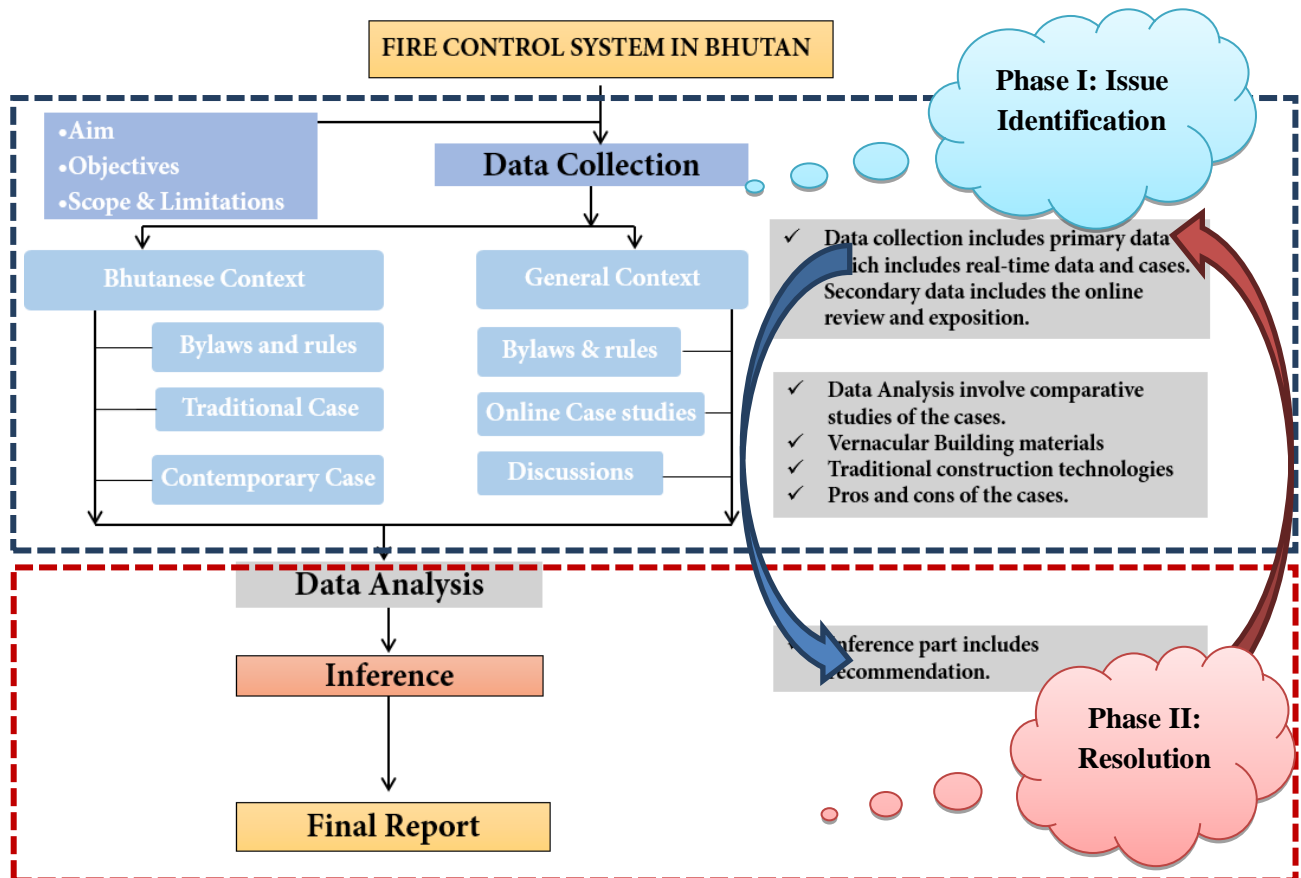 FIRE CONTROL SYSTEM IN BHUTAN
Phase I: Issue
Identification
•Aim
•Objectives
•Scope & Limitations
Data Collection
Bhutanese Context
General Context
Bylaws and rules
Traditional Case
Contemporary Case
Bylaws & rules
Online Case studies
Discussions
✓ Data collection includes primary data
which includes real-time data and cases.
Secondary data includes the online
review and exposition.
✓ Data Analysis involve comparative
studies of the cases.
✓ Vernacular Building materials
✓ Traditional construction technologies
✓ Pros and cons of the cases.
Data Analysis
Inference
Final Report
✓ Inference part includes
recommendation.
Phase II:
Resolution